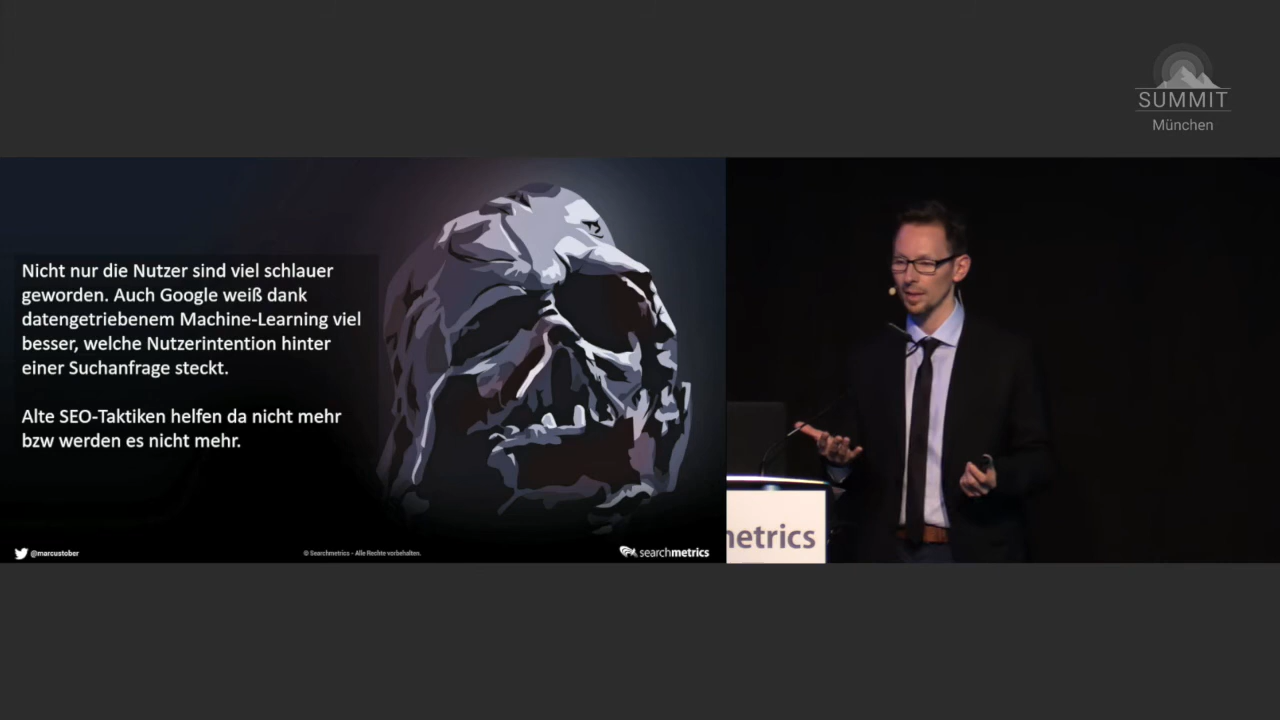 SUMMIT
München
Nicht nur die Nutzer sind viel schlauer
geworden. Auch Google weiß dank
datengetriebenem Machine-Learning viel
besser, welche Nutzerintention hinter
einer Suchanfrage steckt.
Alte SEO-Taktiken helfen da nicht mehr
bzw werden es nicht mehr.
@marcustober
© Searchmetrics - Alle Rechte vorbehalten.
searchmetrics
netrics